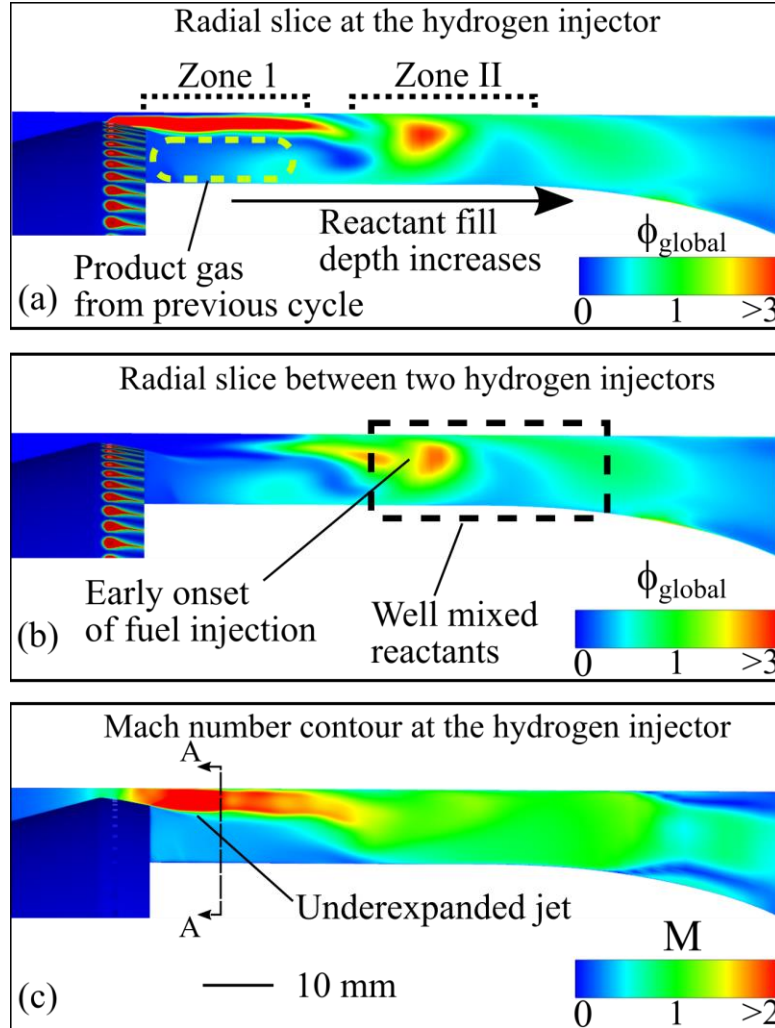 Radial slice at the hydrogen injector
Zone 1
Zone II
Reactant fill
depth increases
Product gas
from previous cycle
ϕglobal
0 1 >3
(a)
Radial slice between two hydrogen injectors
Early onset
of fuel injection
Well mixed
reactants
ϕglobal
0 1 >3
(b)
Mach number contour at the hydrogen injector
A
A
Underexpanded jet
M
10 mm
0 1 >2
(c)